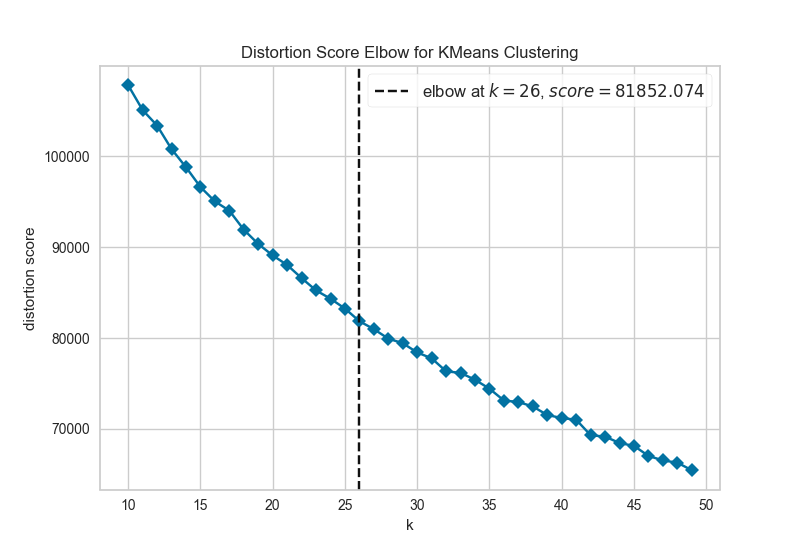 Distortion Score Elbow for KMeans Clustering
elbow at k = 26, score = 81852.074
distortion score
100000
90000
80000
70000
10 15 20 25 30 35 40 45 50
k